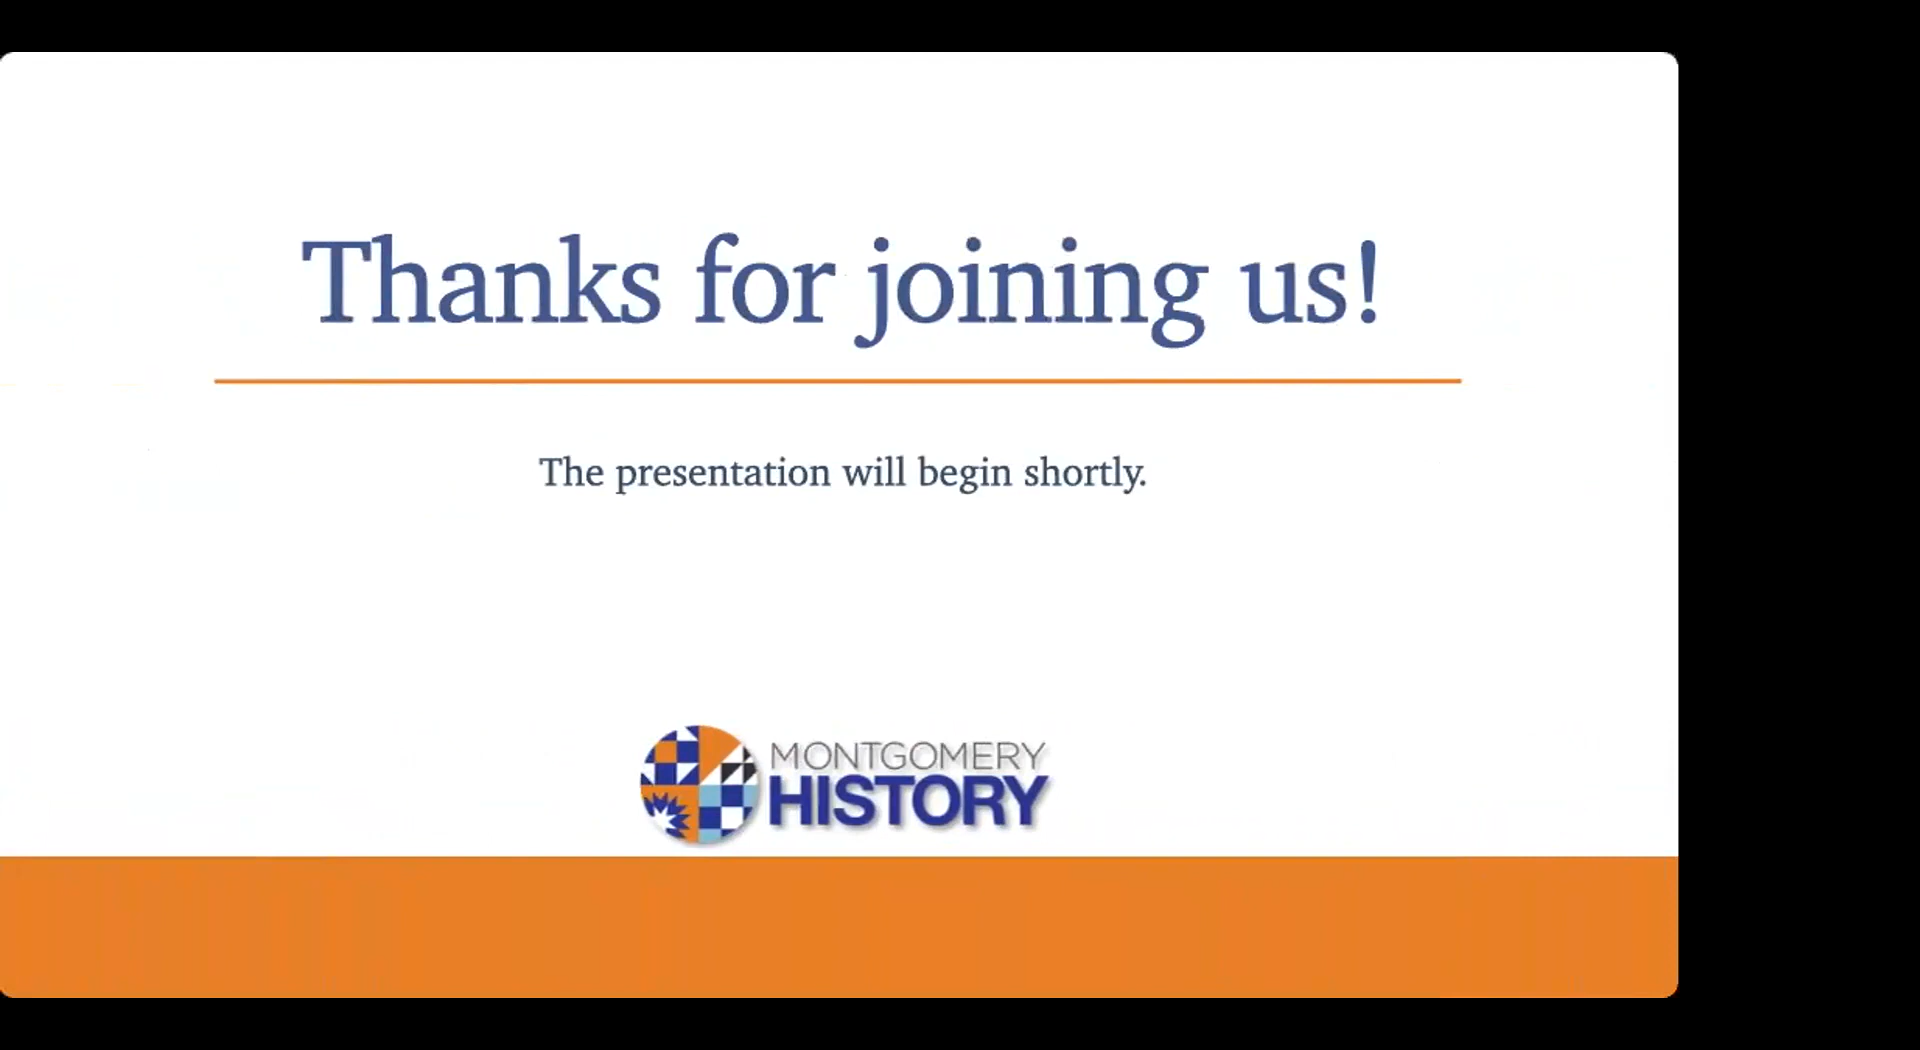 Thanks for joining us!
The presentation will begin shortly.
MONTGOMERY
HISTORY